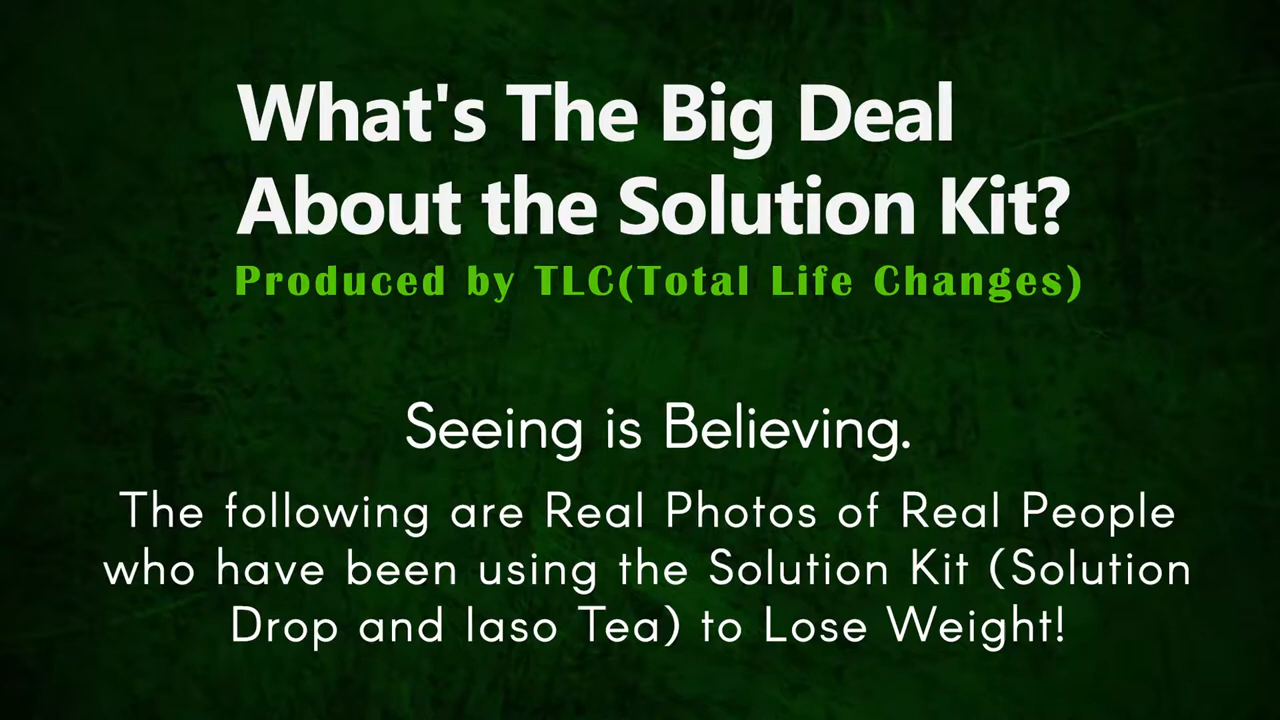 What's The Big Deal
About the Solution Kit?
Produced by TLC(Total Life Changes)
Seeing is Believing.
The following are Real Photos of Real People
who have been using the Solution Kit (Solution
Drop and Iaso Tea) to Lose Weight!